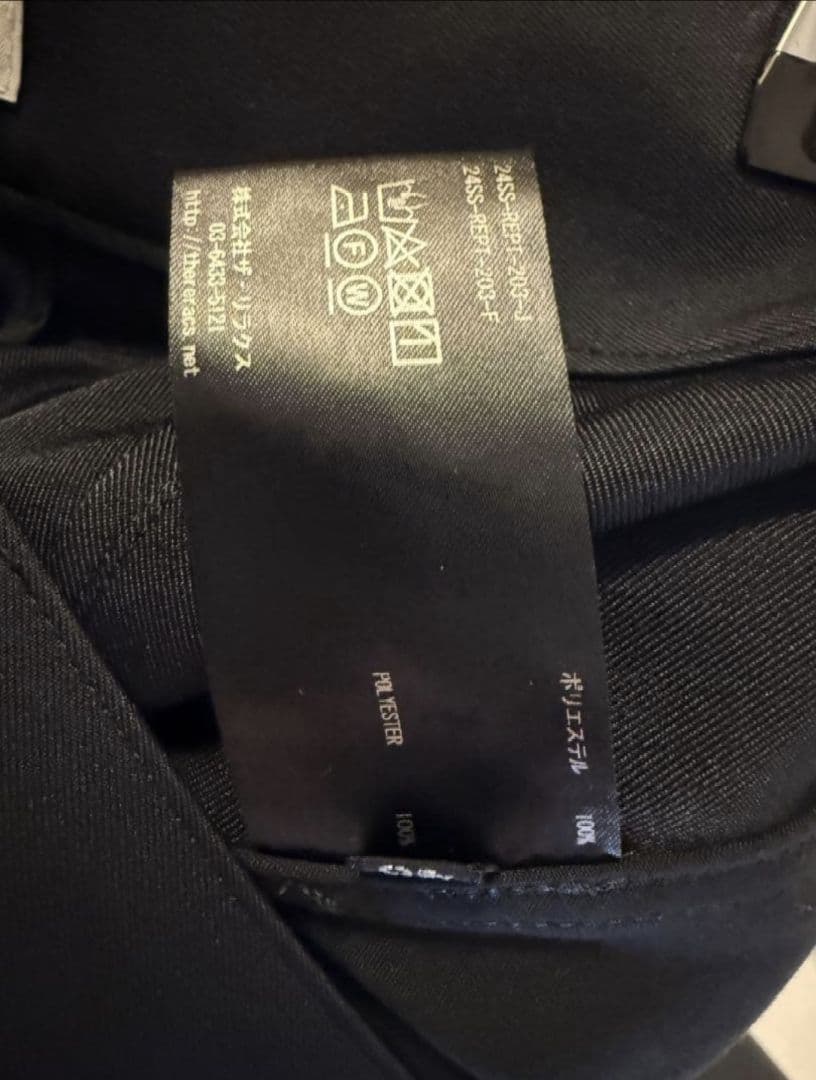 24SS-REPT-203-J
24SS-REPT-203-F
F
W
株式会社ザ・リラクス
03-6433-5121
http://thereracs.net
ポリエステル 100%
POLYESTER 100%